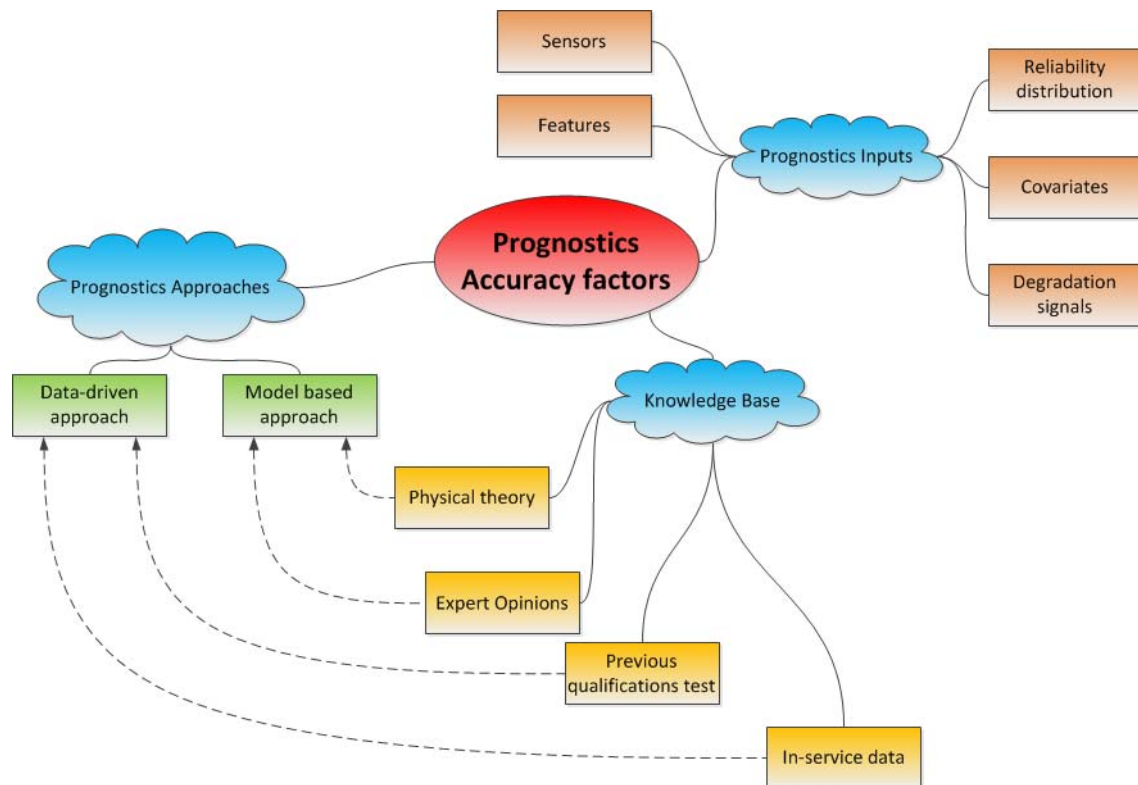 Sensors
Features
Prognostics Inputs
Reliability
distribution
Covariates
Degradation
signals
Prognostics
Accuracy factors
Prognostics Approaches
Data-driven
approach
Model based
approach
Knowledge Base
Physical theory
Expert Opinions
Previous
qualifications test
In-service data